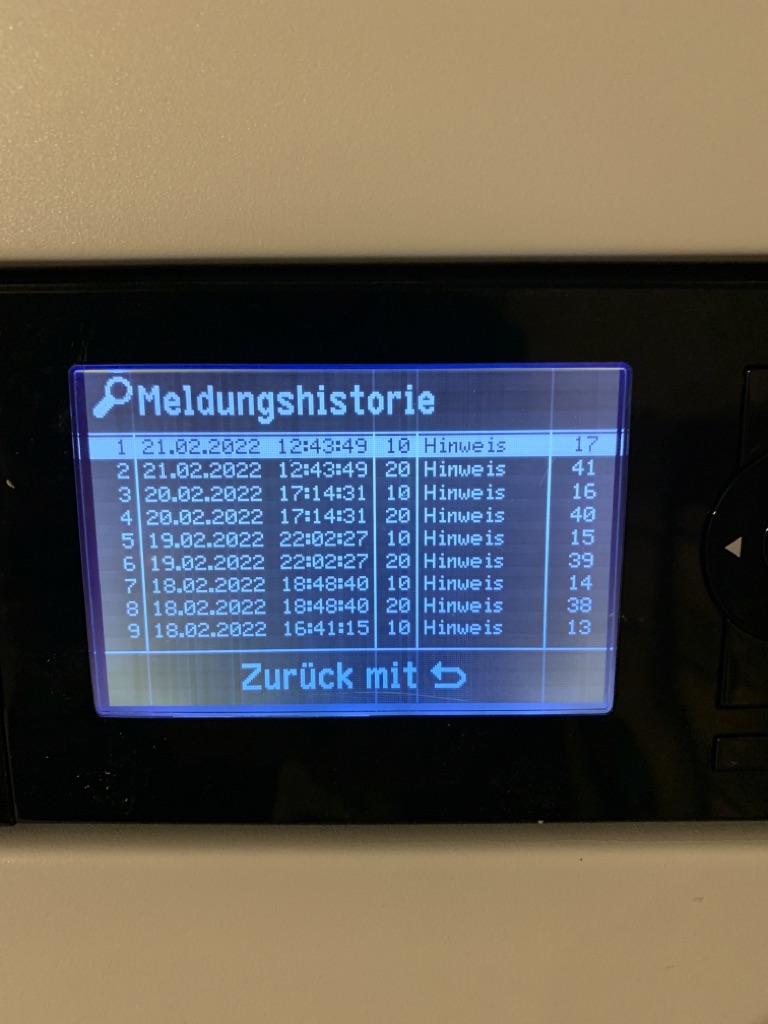 Meldungshistorie
1 21.02.2022 12:43:49 10 Hinweis 17
2 21.02.2022 12:43:49 20 Hinweis 41
3 20.02.2022 17:14:31 10 Hinweis 16
4 20.02.2022 17:14:31 20 Hinweis 40
5 19.02.2022 22:02:27 10 Hinweis 15
6 19.02.2022 22:02:27 20 Hinweis 39
7 18.02.2022 18:48:40 10 Hinweis 14
8 18.02.2022 18:48:40 20 Hinweis 38
9 18.02.2022 16:41:15 10 Hinweis 13
Zurück mit